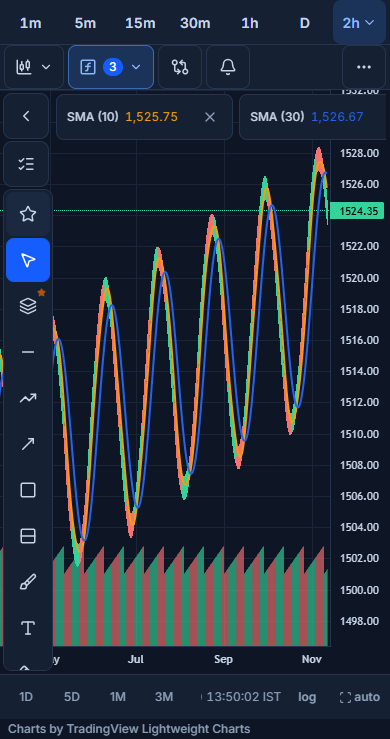 1m 5m 15m 30m 1h D 2h
3
SMA (10) 1,525.75
SMA (30) 1,526.67
1528.00
1526.00
1524.35
1522.00
1520.00
1518.00
1516.00
1514.00
1512.00
1510.00
1508.00
1506.00
1504.00
1502.00
1500.00
1498.00
T
Jul Sep Nov
1D 5D 1M 3M 13:50:02 IST log auto
Charts by TradingView Lightweight Charts